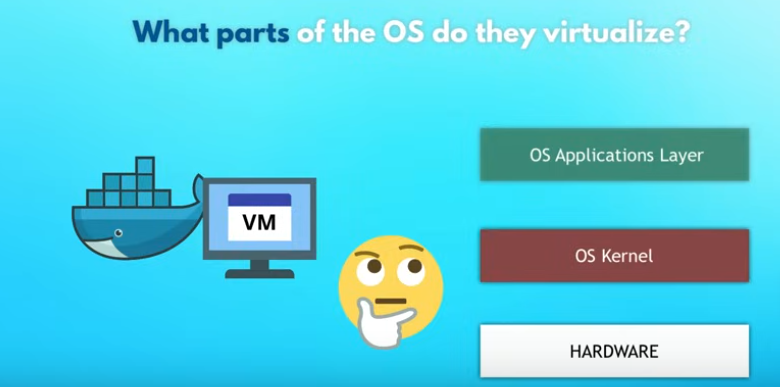 What parts of the OS do they virtualize?
OS Applications Layer
VM
OS Kernel
HARDWARE